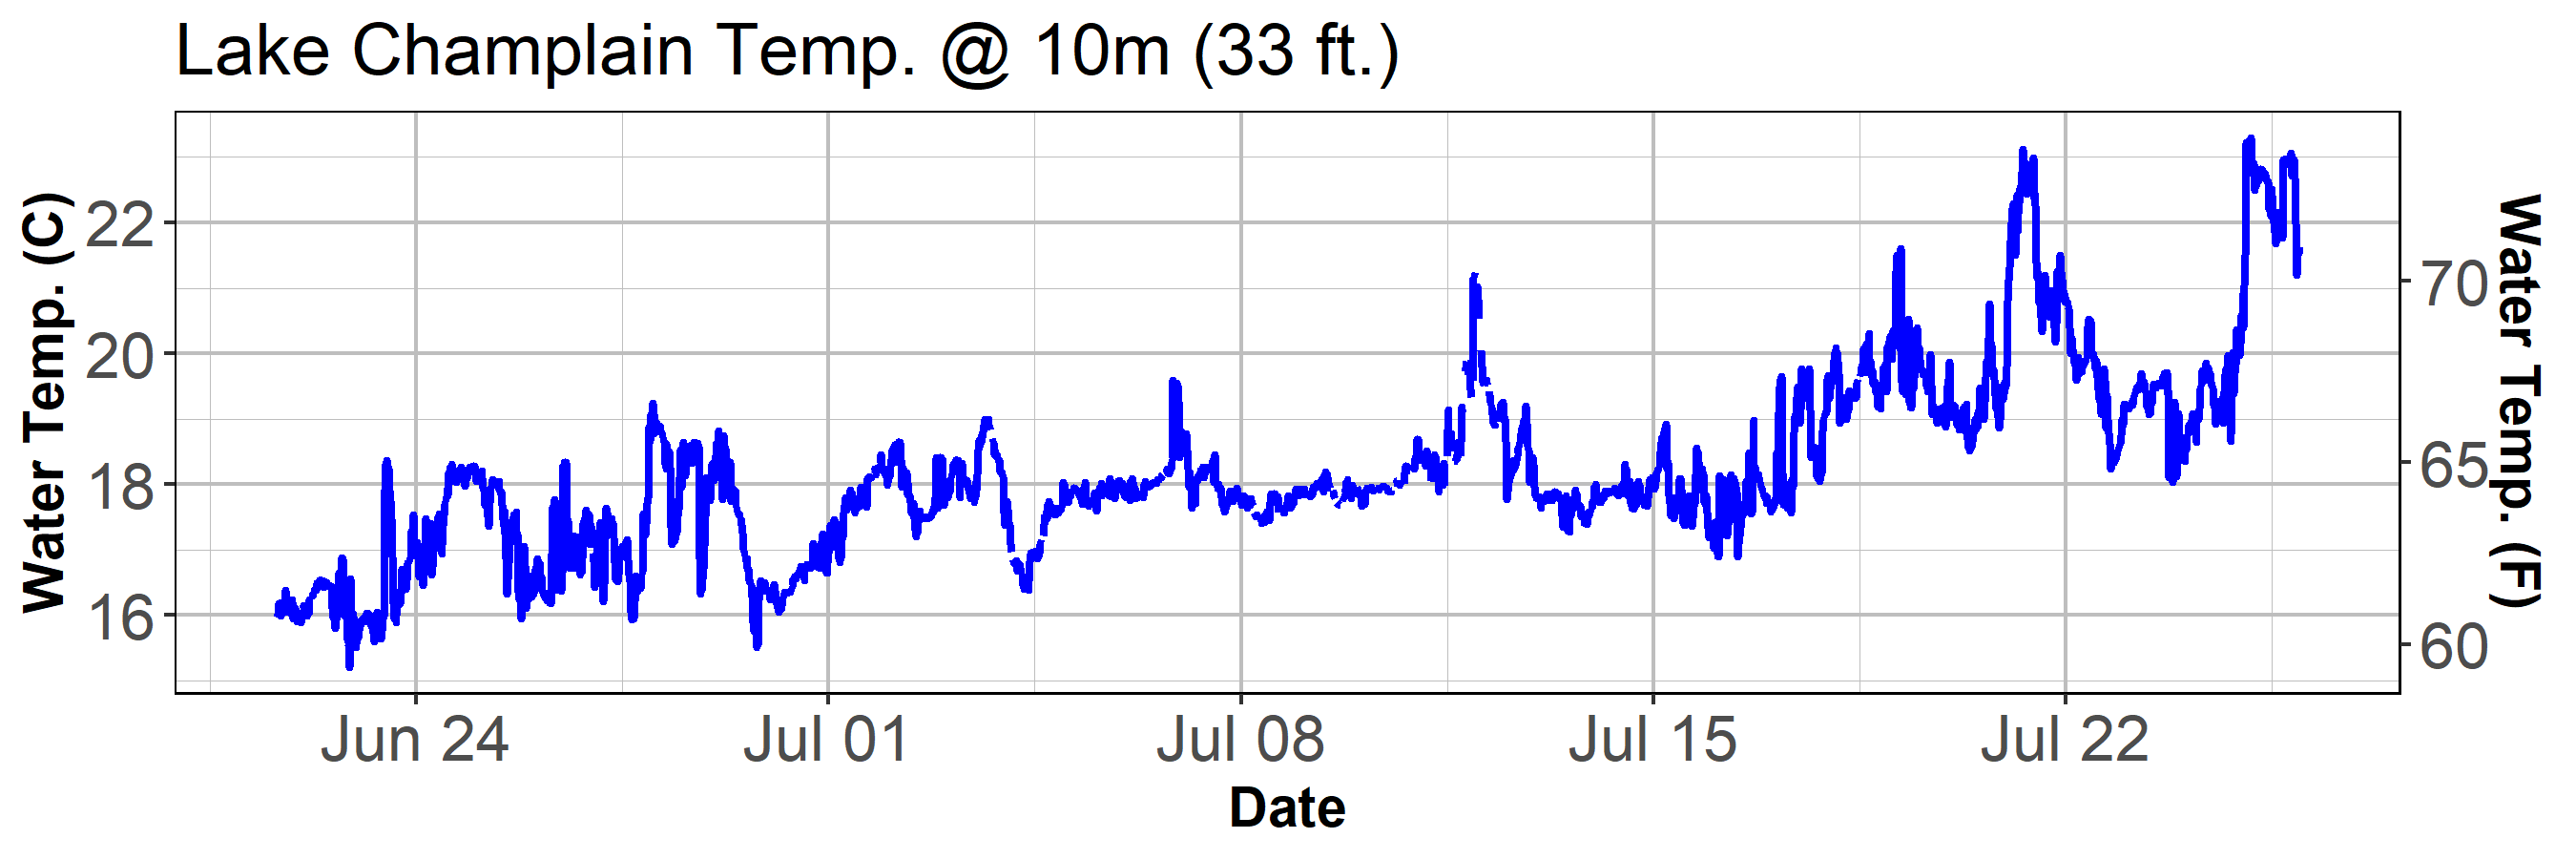 Lake Champlain Temp. @ 10m (33 ft.)
Water Temp. (C)
22
20
18
16
70
65
60
Water Temp. (F)
Jun 24
Jul 01
Jul 08
Jul 15
Jul 22
Date